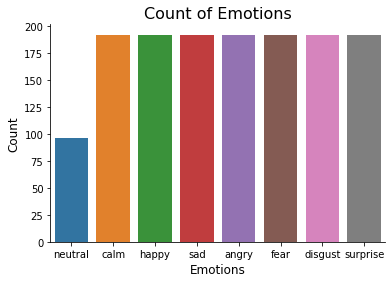 Count of Emotions
Count
200
175
150
125
100
75
50
25
0
neutral calm happy sad angry fear disgust surprise
Emotions